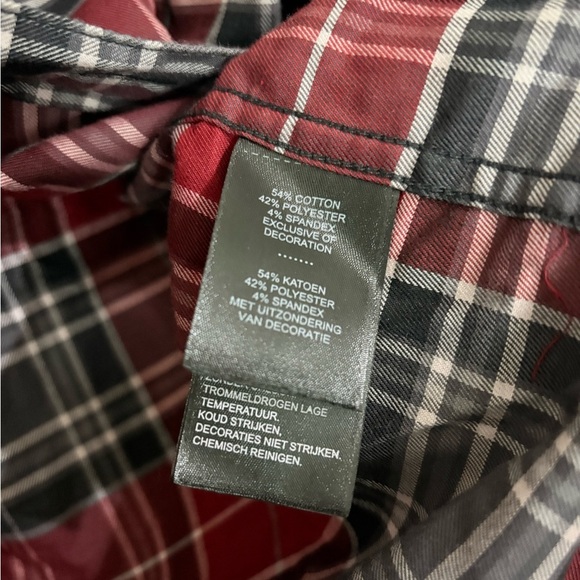 54% COTTON
42% POLYESTER
4% SPANDEX
EXCLUSIVE OF
DECORATION
.......
54% KATOEN
42% POLYESTER
4% SPANDEX
MET UITZONDERING
VAN DECORATIE
TROMMELDROGEN LAGE
TEMPERATUUR.
KOUD STRIJKEN.
DECORATIES NIET STRIJKEN.
CHEMISCH REINIGEN.